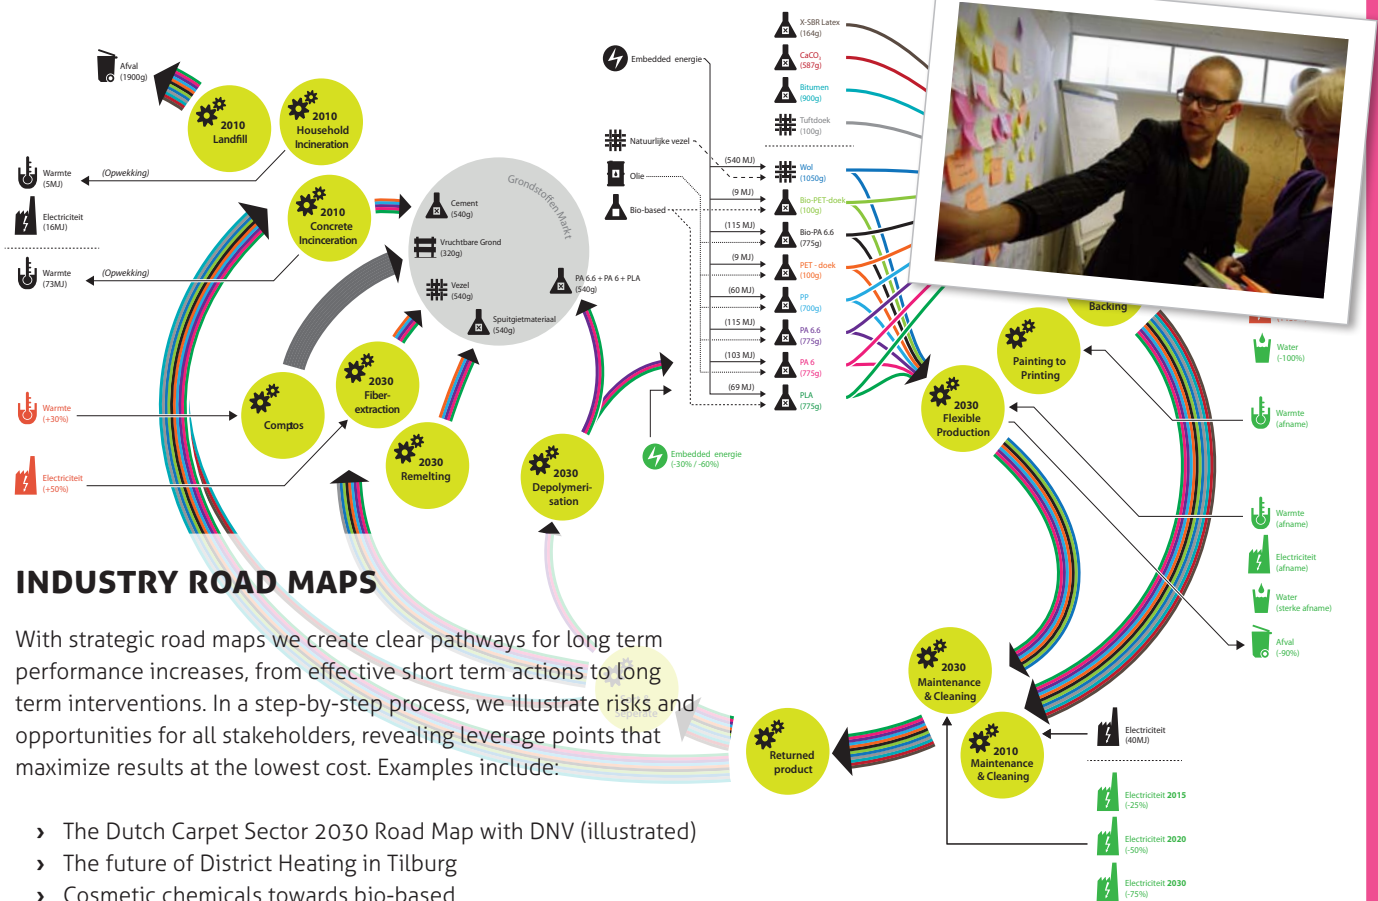 Afval
(1900g)
2010
Landfill
2010
Household
Incineration
Warmte
(5MJ)
(Opwekking)
Electriciteit
(16MJ)
Warmte
(73MJ)
(Opwekking)
2010
Concrete
Incineration
Grondstoffen Markt
Cement
(540g)
Vruchtbare Grond
(320g)
Vezel
(540g)
PA 6.6 + PA 6 + PLA
(540g)
Spuitgietmateriaal
(540g)
Warmte
(+30%)
Electriciteit
(+50%)
2030
Fiber-
extraction
2030
Remelting
2030
Depolymeri-
sation
Embedded energie
(-30% / -60%)
Embedded energie
Natuurlijke vezel
Olie
Bio-based
X-SBR Latex
(164g)
CaCO3
(587g)
Bitumen
(900g)
Tuftdoek
(100g)
(540 MJ)
Wol
(1050g)
(9 MJ)
Bio-PET-doek
(100g)
(115 MJ)
Bio-PA 6.6
(775g)
(9 MJ)
PET - doek
(100g)
(60 MJ)
PP
(700g)
(115 MJ)
PA 6.6
(775g)
(103 MJ)
PA 6
(775g)
(69 MJ)
PLA
(775g)
Backing
Painting to
Printing
2030
Flexible
Production
Water
(-100%)
Warmte
(afname)
Warmte
(afname)
Electriciteit
(afname)
Water
(sterke afname)
Afval
(-90%)
2030
Maintenance
& Cleaning
2010
Maintenance
& Cleaning
Returned
product
Seperate
Electriciteit
(40MJ)
Electriciteit 2015
(-25%)
Electriciteit 2020
(-50%)
Electriciteit 2030
(-75%)
INDUSTRY ROAD MAPS
With strategic road maps we create clear pathways for long term
performance increases, from effective short term actions to long
term interventions. In a step-by-step process, we illustrate risks and
opportunities for all stakeholders, revealing leverage points that
maximize results at the lowest cost. Examples include:
› The Dutch Carpet Sector 2030 Road Map with DNV (illustrated)
› The future of District Heating in Tilburg
› Cosmetic chemicals towards bio-based